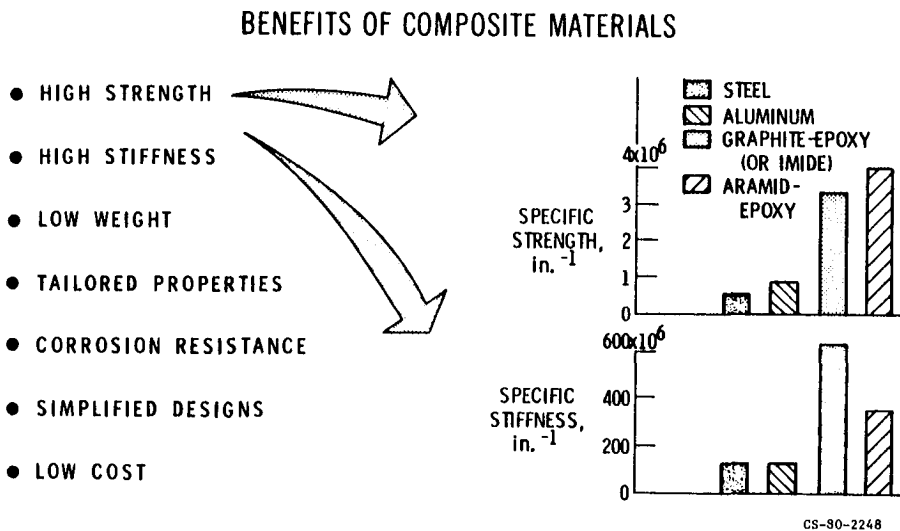 BENEFITS OF COMPOSITE MATERIALS
● HIGH STRENGTH
● HIGH STIFFNESS
● LOW WEIGHT
● TAILORED PROPERTIES
● CORROSION RESISTANCE
● SIMPLIFIED DESIGNS
● LOW COST
STEEL
ALUMINUM
GRAPHITE-EPOXY
(OR IMIDE)
ARAMID-
EPOXY
SPECIFIC
STRENGTH,
in. -1
4x10⁶
3
2
1
0
SPECIFIC
STIFFNESS,
in. -1
600x10⁶
400
200
0
CS-80-2248